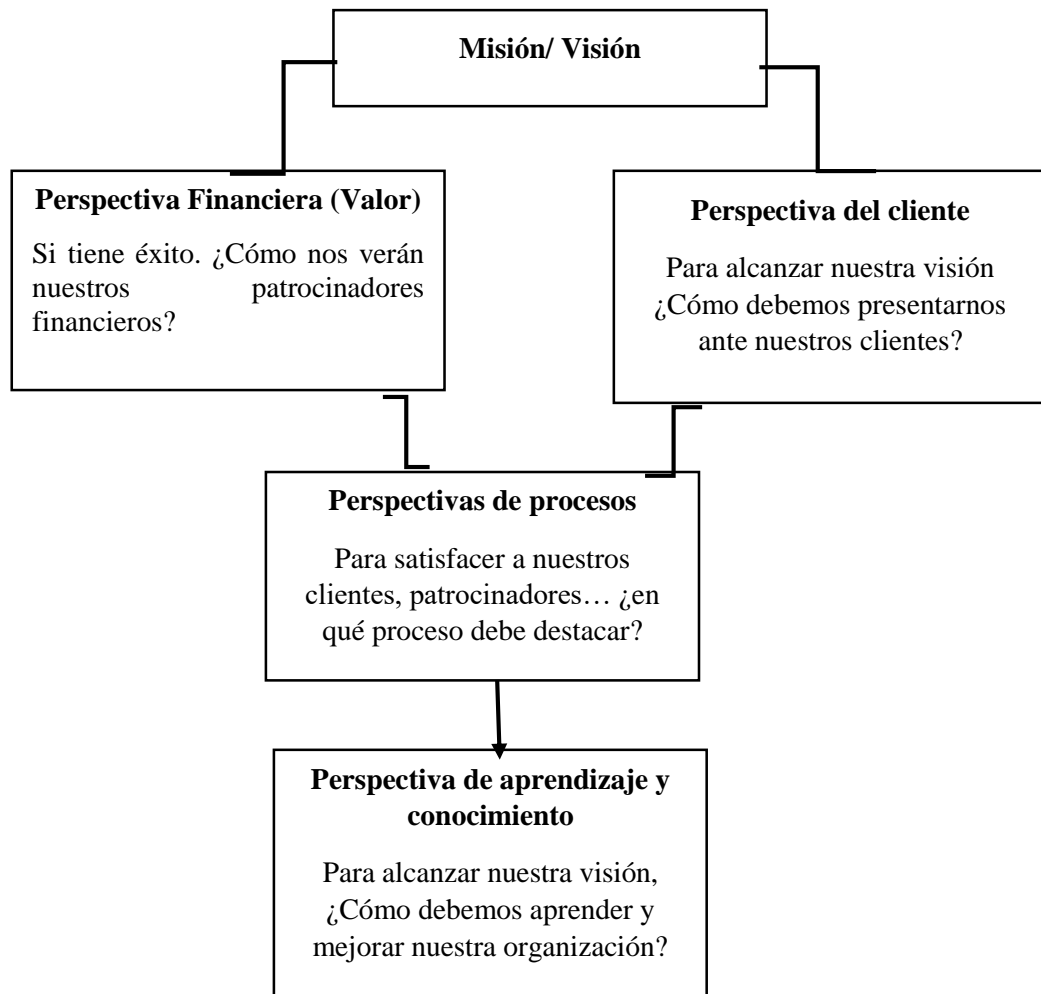 Misión/ Visión
Perspectiva Financiera (Valor)
Si tiene éxito. ¿Cómo nos verán
nuestros patrocinadores
financieros?
Perspectiva del cliente
Para alcanzar nuestra visión
¿Cómo debemos presentarnos
ante nuestros clientes?
Perspectivas de procesos
Para satisfacer a nuestros
clientes, patrocinadores… ¿en
qué proceso debe destacar?
Perspectiva de aprendizaje y
conocimiento
Para alcanzar nuestra visión,
¿Cómo debemos aprender y
mejorar nuestra organización?